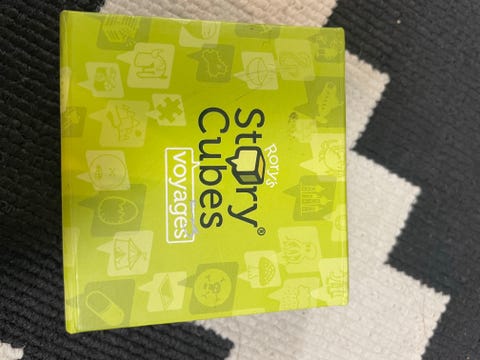 Rory's
Story®
Cubes
voyages